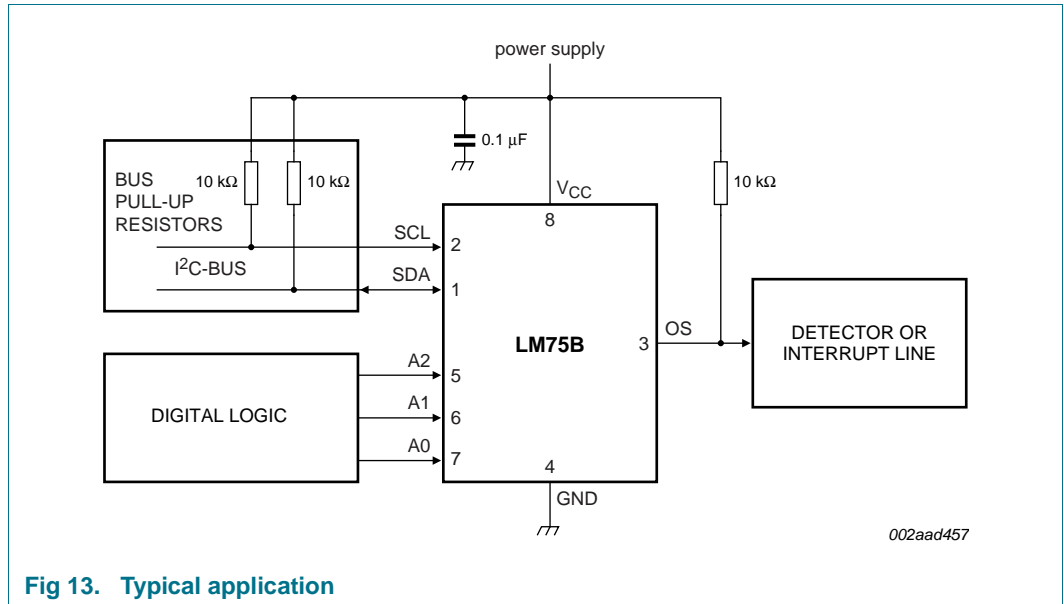 power supply
0.1 μF
BUS
PULL-UP
RESISTORS
10 kΩ
10 kΩ
10 kΩ
VCC
8
SCL
2
I2C-BUS
SDA
1
LM75B
3
OS
DETECTOR OR
INTERRUPT LINE
DIGITAL LOGIC
A2
5
A1
6
A0
7
4
GND
002aad457
Fig 13. Typical application